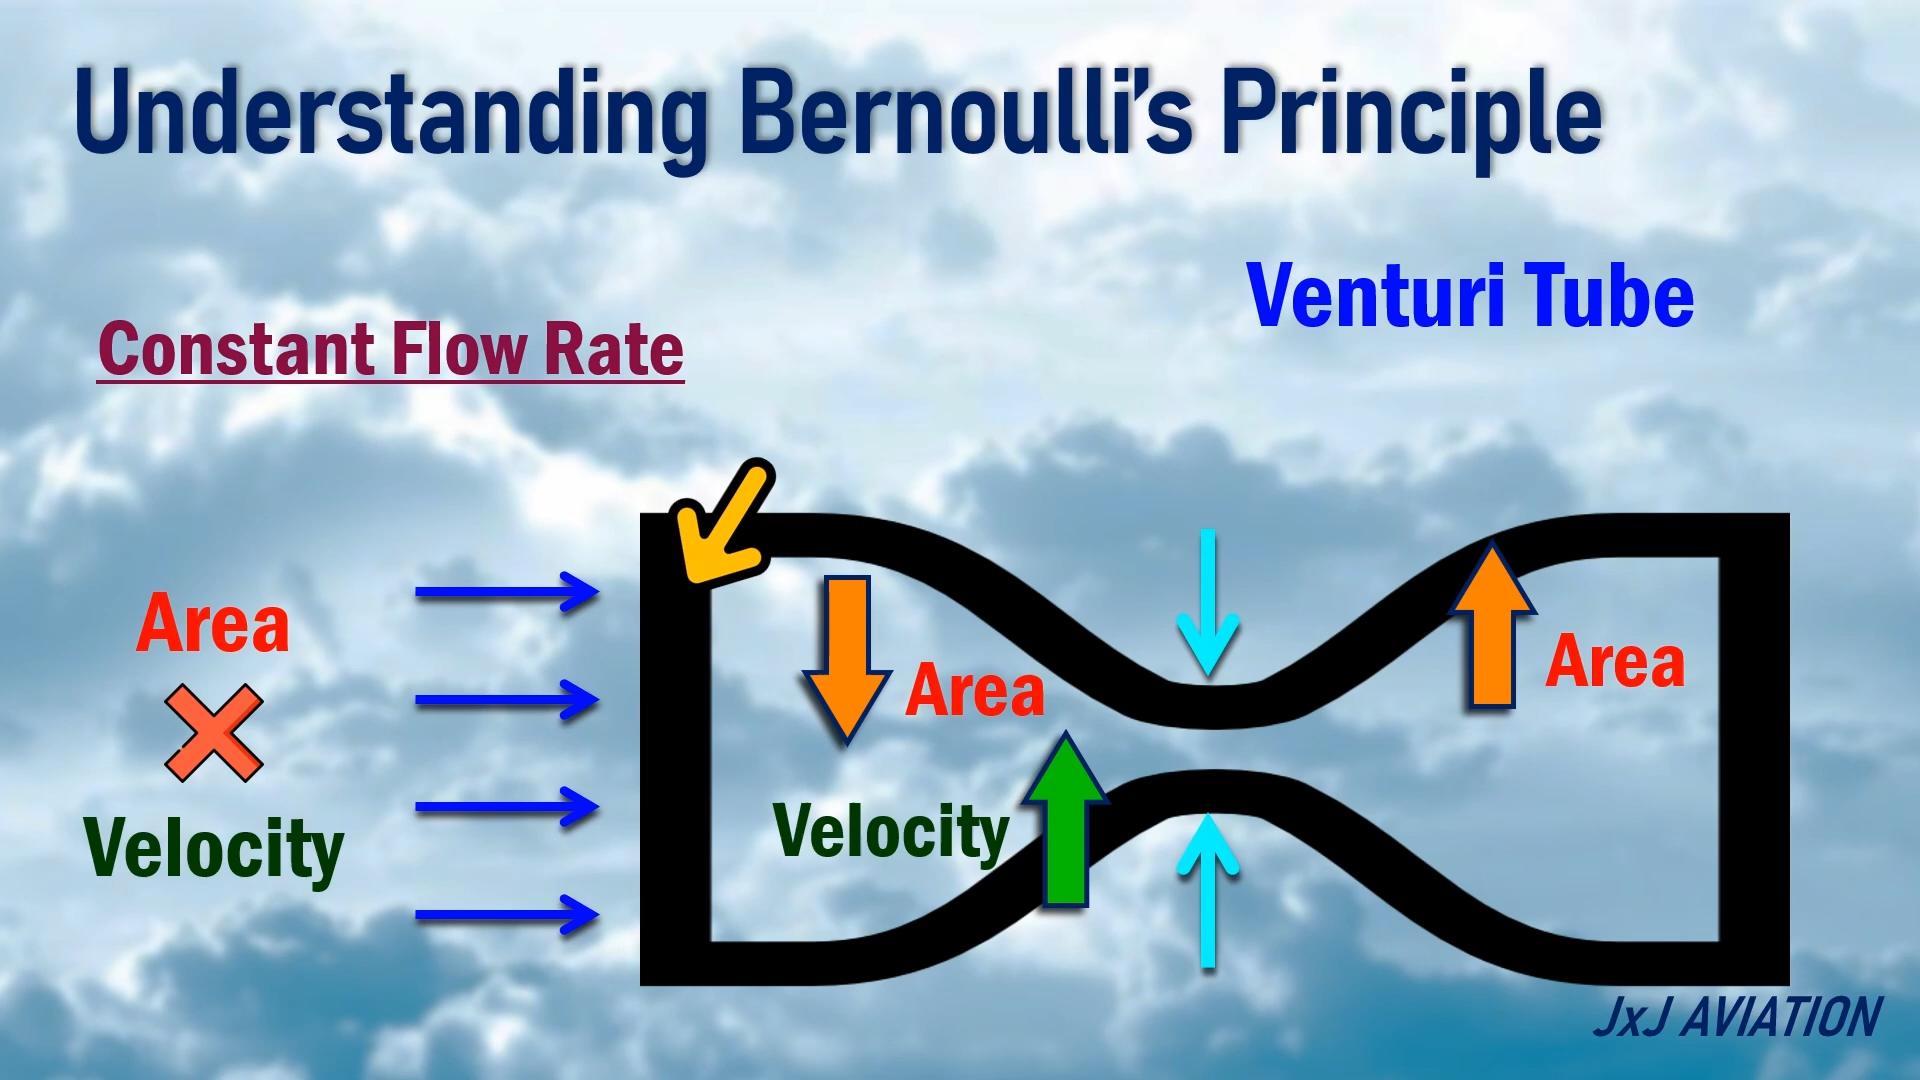 Understanding Bernoulli's Principle
Venturi Tube
Constant Flow Rate
Area
Velocity
Area
Velocity
Area
JxJ AVIATION